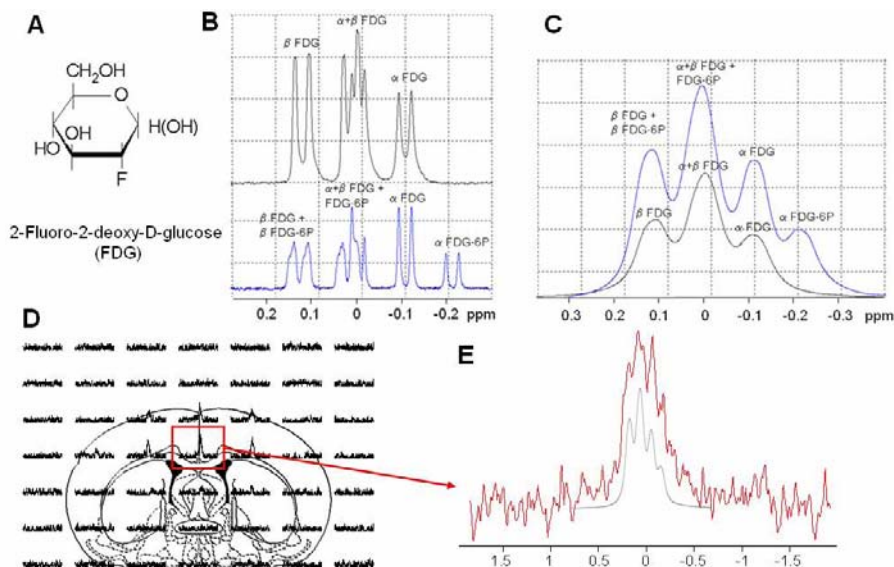 A
CH₂OH
O
OH
HO
H(OH)
F
2-Fluoro-2-deoxy-D-glucose
(FDG)
B
β FDG
α+β FDG
α FDG
β FDG +
β FDG-6P
α+β FDG +
FDG-6P
α FDG
α FDG-6P
0.2 0.1 0 -0.1 -0.2 ppm
C
α+β FDG +
FDG-6P
β FDG +
β FDG-6P
α FDG
α+β FDG
β FDG
α FDG
α FDG-6P
0.3 0.2 0.1 0 -0.1 -0.2 -0.3 ppm
D
E
1.5 1 0.5 0 -0.5 -1 -1.5